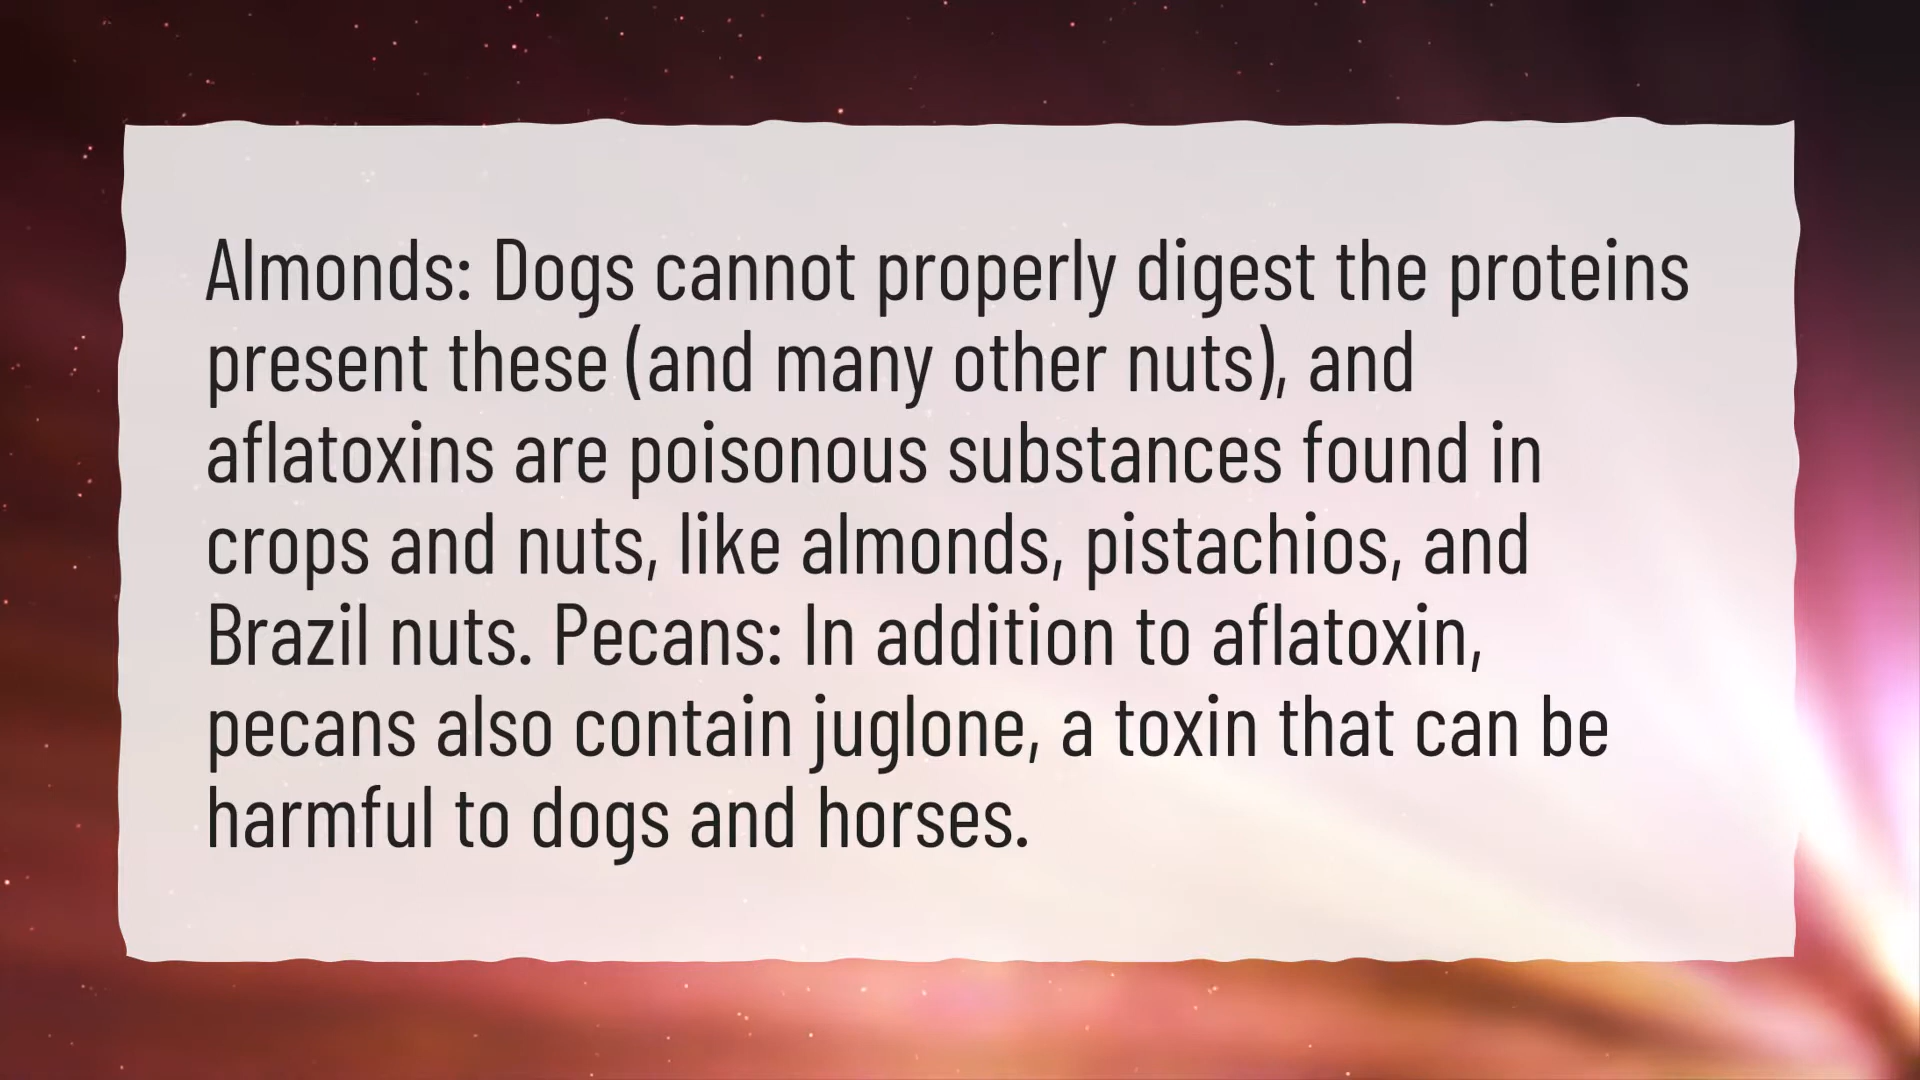 Almonds: Dogs cannot properly digest the proteins
present these (and many other nuts), and
aflatoxins are poisonous substances found in
crops and nuts, like almonds, pistachios, and
Brazil nuts. Pecans: In addition to aflatoxin,
pecans also contain juglone, a toxin that can be
harmful to dogs and horses.